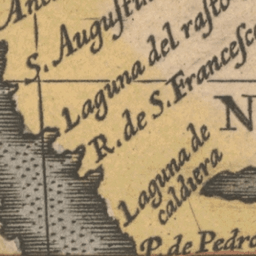 S. Augustin
Laguna del rasto
R. de S. Francesco
N
Laguna de
caldiera
P. de Pedro